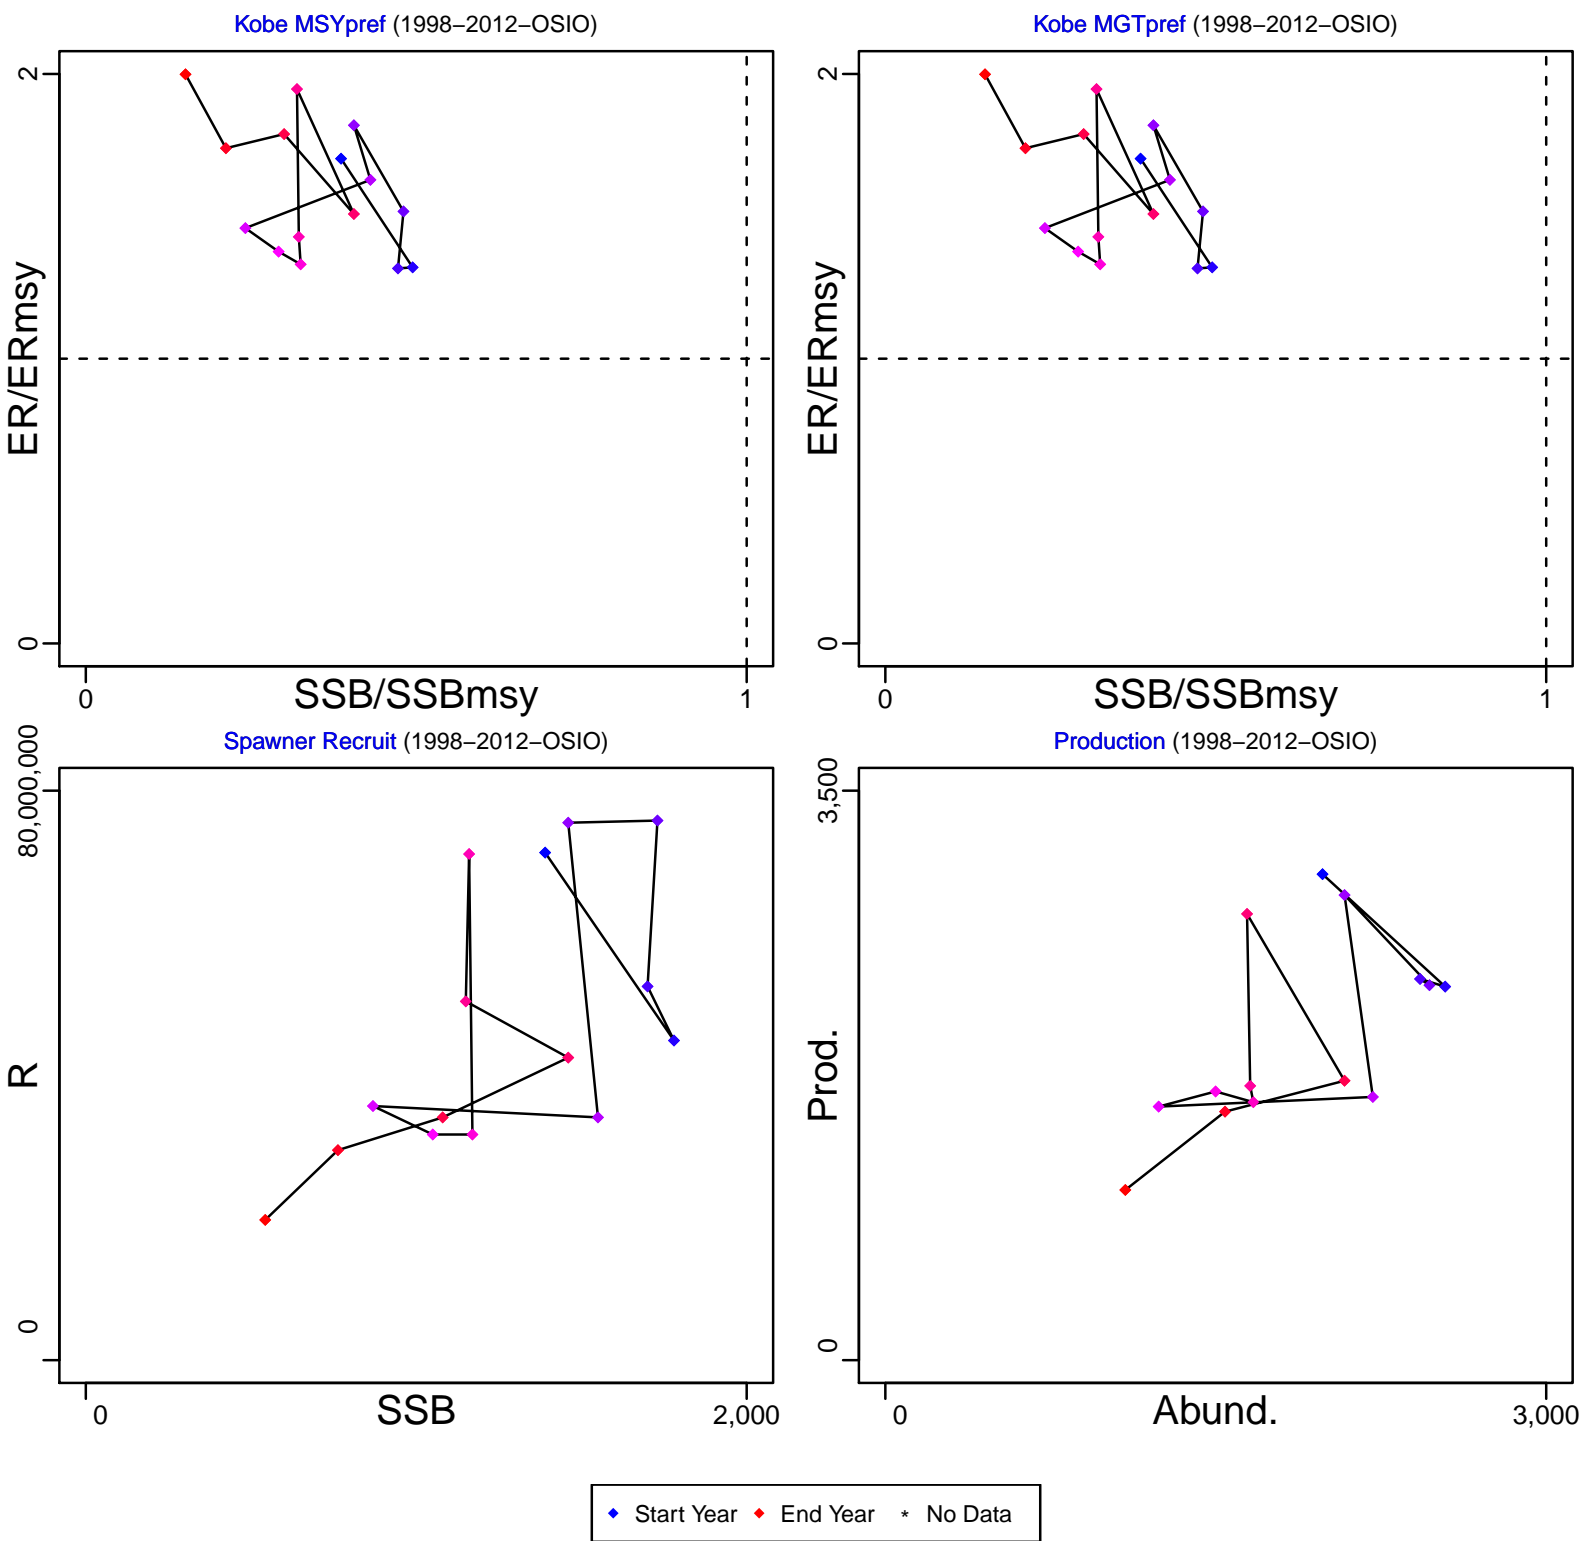 Kobe MSYpref (1998−2012−OSIO)
2
ER/ERmsy
0
0
SSB/SSBmsy
1
Kobe MGTpref (1998−2012−OSIO)
2
ER/ERmsy
0
0
SSB/SSBmsy
1
Spawner Recruit (1998−2012−OSIO)
80,000,000
R
0
0
SSB
2,000
Production (1998−2012−OSIO)
3,500
Prod.
0
0
Abund.
3,000
Start Year End Year * No Data